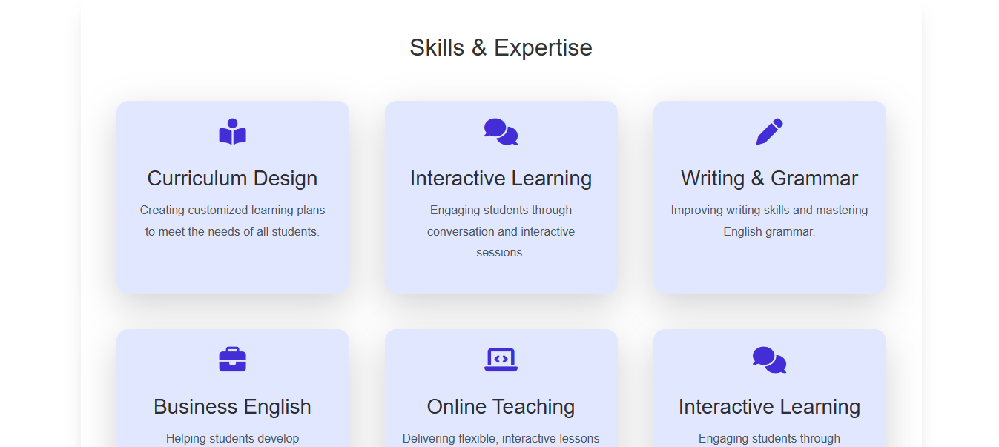 Skills & Expertise
Curriculum Design
Creating customized learning plans
to meet the needs of all students.
Interactive Learning
Engaging students through
conversation and interactive
sessions.
Writing & Grammar
Improving writing skills and mastering
English grammar.
Business English
Helping students develop
Online Teaching
Delivering flexible, interactive lessons
Interactive Learning
Engaging students through